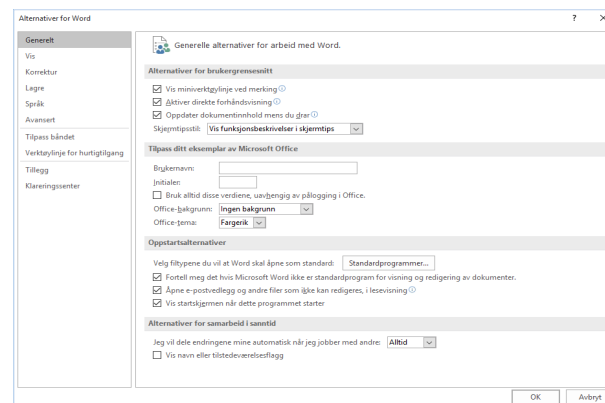 Alternativer for Word
?
Generelt
Vis
Korrektur
Lagre
Språk
Avansert
Tilpass båndet
Verktøylinje for hurtigtilgang
Tillegg
Klareringssenter
Generelle alternativer for arbeid med Word.
Alternativer for brukergrensesnitt
Vis miniverktøylinje ved merking
Aktiver direkte forhåndsvisning
Oppdater dokumentinnhold mens du drar
Skjermtipsstil: Vis funksjonsbeskrivelser i skjermtips
Tilpass ditt eksemplar av Microsoft Office
Brukernavn:
Initialer:
Bruk alltid disse verdiene, uavhengig av pålogging i Office.
Office-bakgrunn: Ingen bakgrunn
Office-tema: Fargerik
Oppstartsalternativer
Velg filtypene du vil at Word skal åpne som standard: Standardprogrammer...
Fortell meg det hvis Microsoft Word ikke er standardprogram for visning og redigering av dokumenter.
Åpne e-postvedlegg og andre filer som ikke kan redigeres, i lesevisning
Vis startskjermen når dette programmet starter
Alternativer for samarbeid i sanntid
Jeg vil dele endringene mine automatisk når jeg jobber med andre: Alltid
Vis navn eller tilstedeværelsesflagg
OK Avbryt